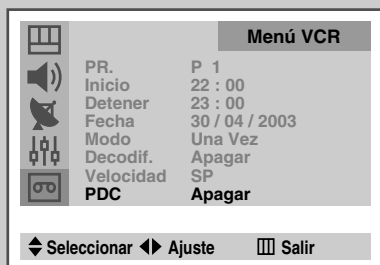 Menú VCR
PR. P 1
Inicio 22 : 00
Detener 23 : 00
Fecha 30 / 04 / 2003
Modo Una Vez
Decodif. Apagar
Velocidad SP
PDC Apagar
Seleccionar Ajuste Salir